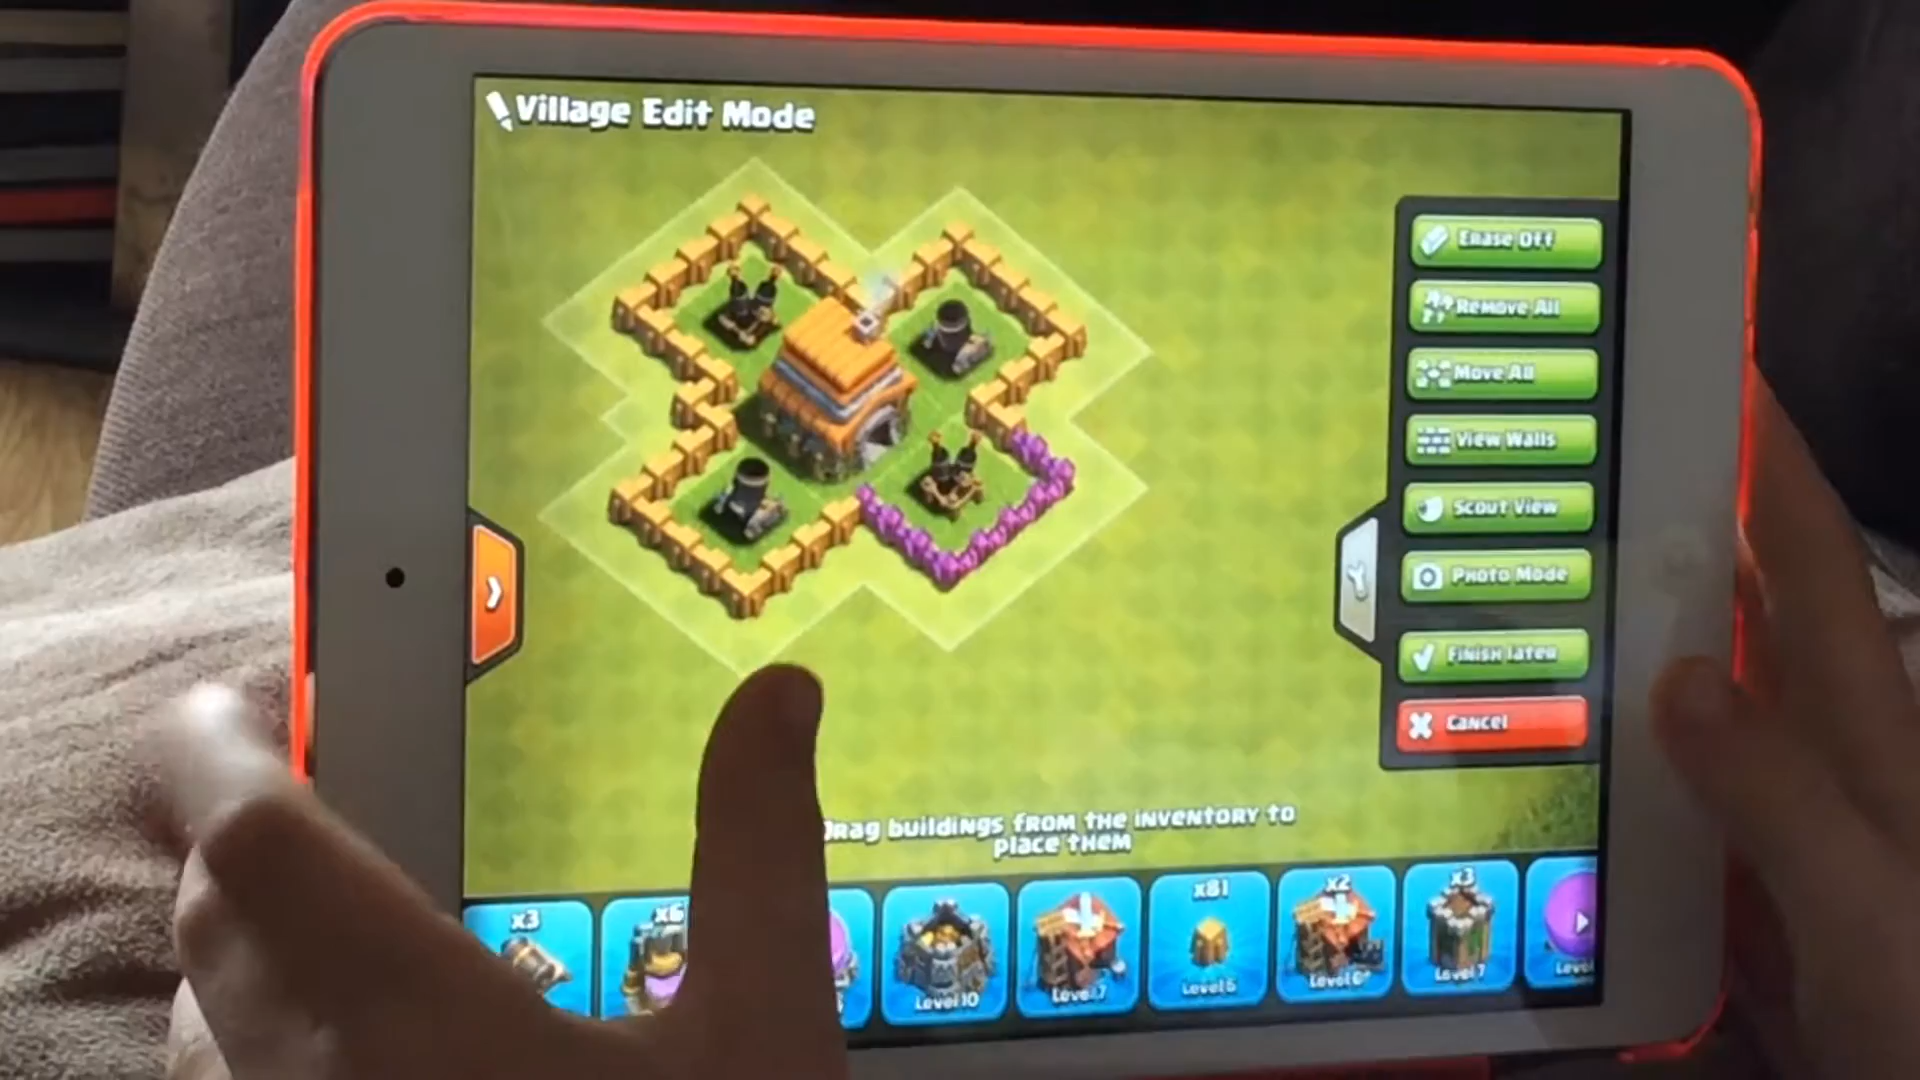 Village Edit Mode
Erase Off
Remove All
Move All
View Walls
Scout View
Photo Mode
Finish later
Cancel
Drag buildings from the inventory to
place them
x3
x6
Level 10
Level 7
x81
Level 6
x2
x3
Level 7